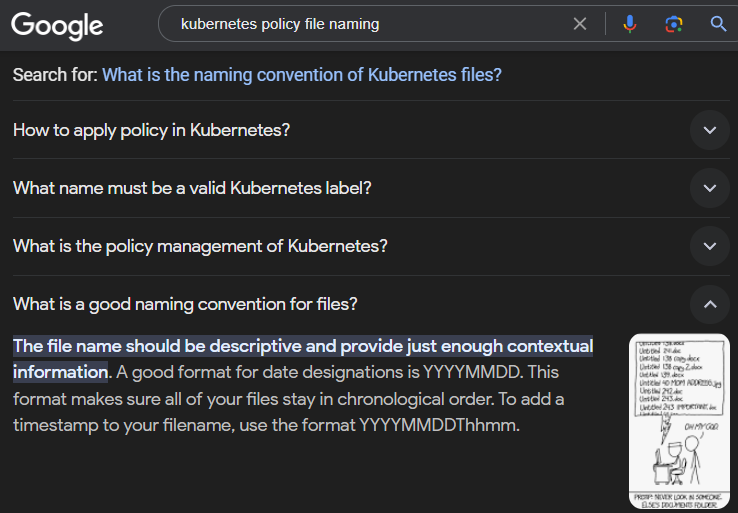 Google
kubernetes policy file naming
Search for: What is the naming convention of Kubernetes files?
How to apply policy in Kubernetes?
What name must be a valid Kubernetes label?
What is the policy management of Kubernetes?
What is a good naming convention for files?
The file name should be descriptive and provide just enough contextual
information. A good format for date designations is YYYYMMDD. This
format makes sure all of your files stay in chronological order. To add a
timestamp to your filename, use the format YYYYMMDDThhmm.
Untitled 241.doc
Untitled 138 copy.docx
Untitled 138 copy 2.docx
Untitled 139.docx
Untitled 40 MOM ADDRESS.jpg
Untitled 242.doc
Untitled 243.doc
Untitled 243 IMPORTANT.doc
OH MY GOD.
PROTIP: NEVER LOOK IN SOMEONE
ELSE'S DOCUMENTS FOLDER.